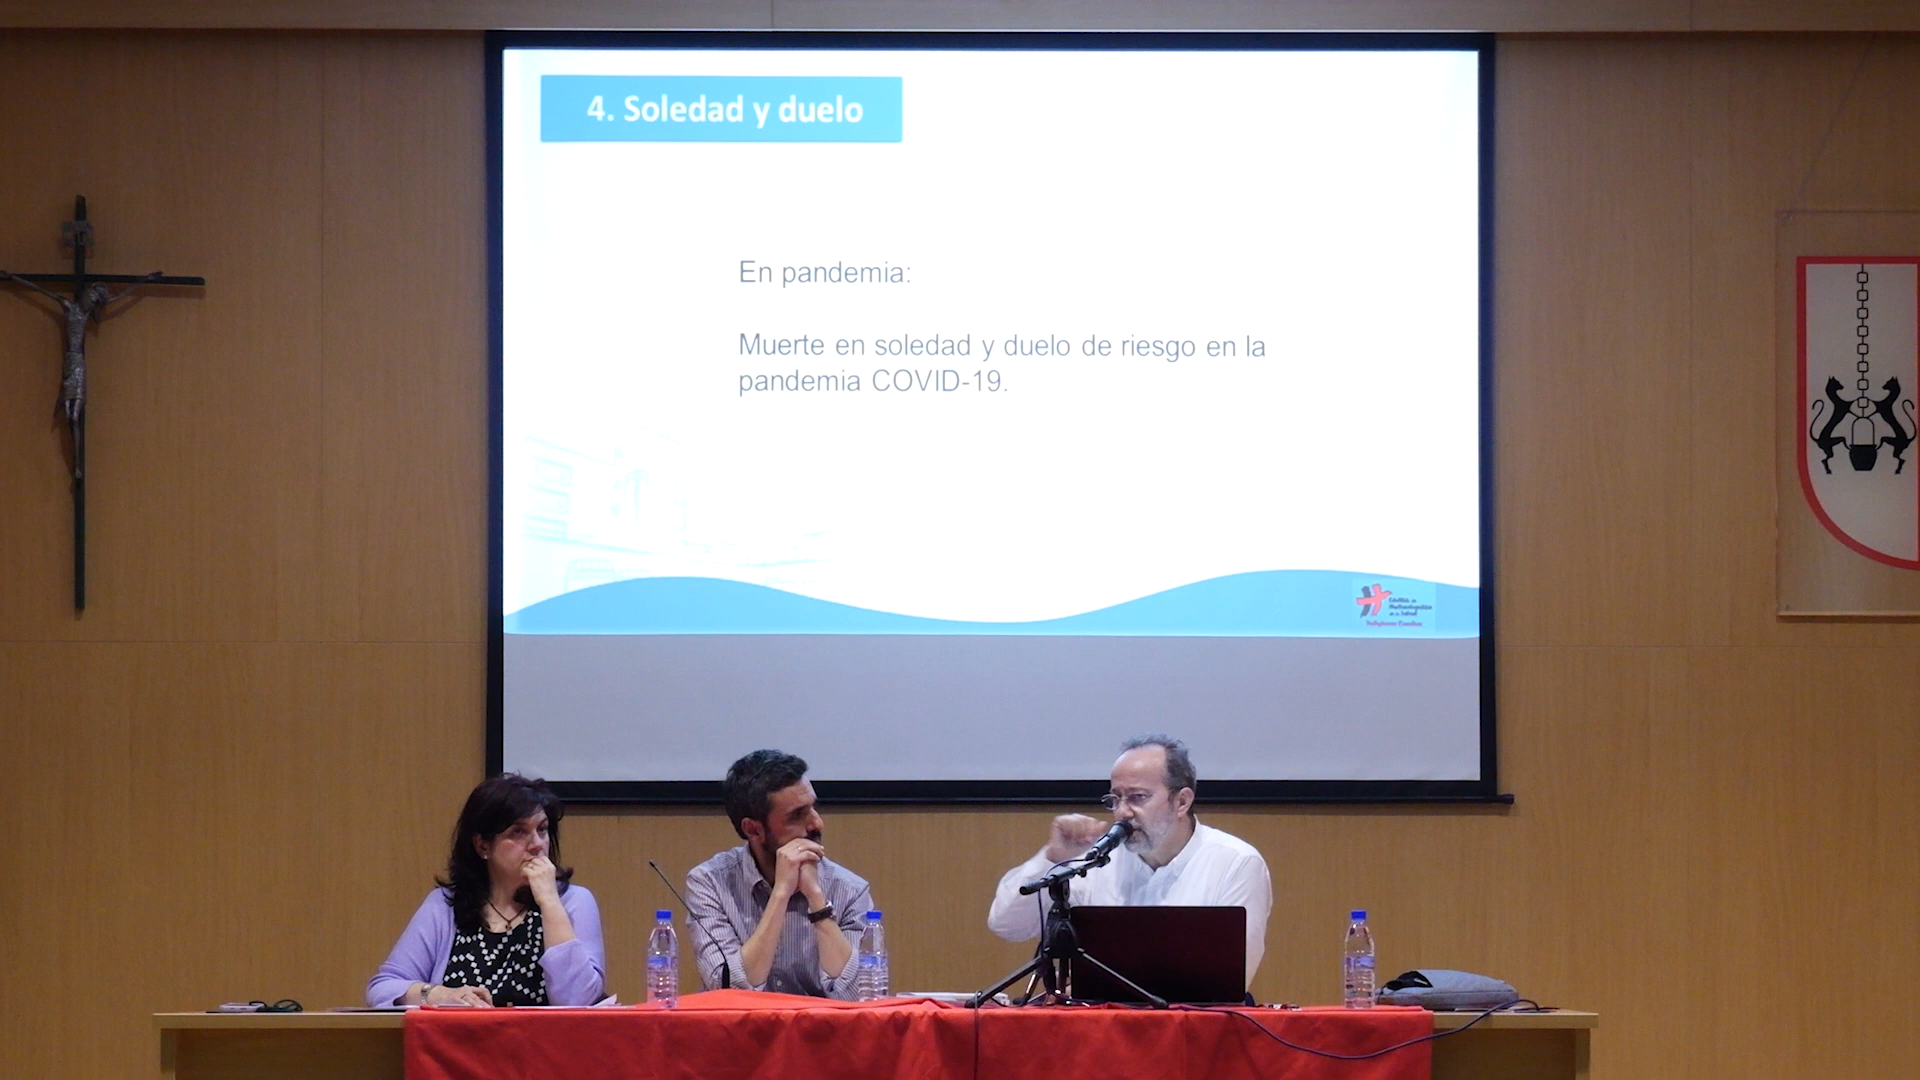 4. Soledad y duelo
En pandemia:
Muerte en soledad y duelo de riesgo en la
pandemia COVID-19.